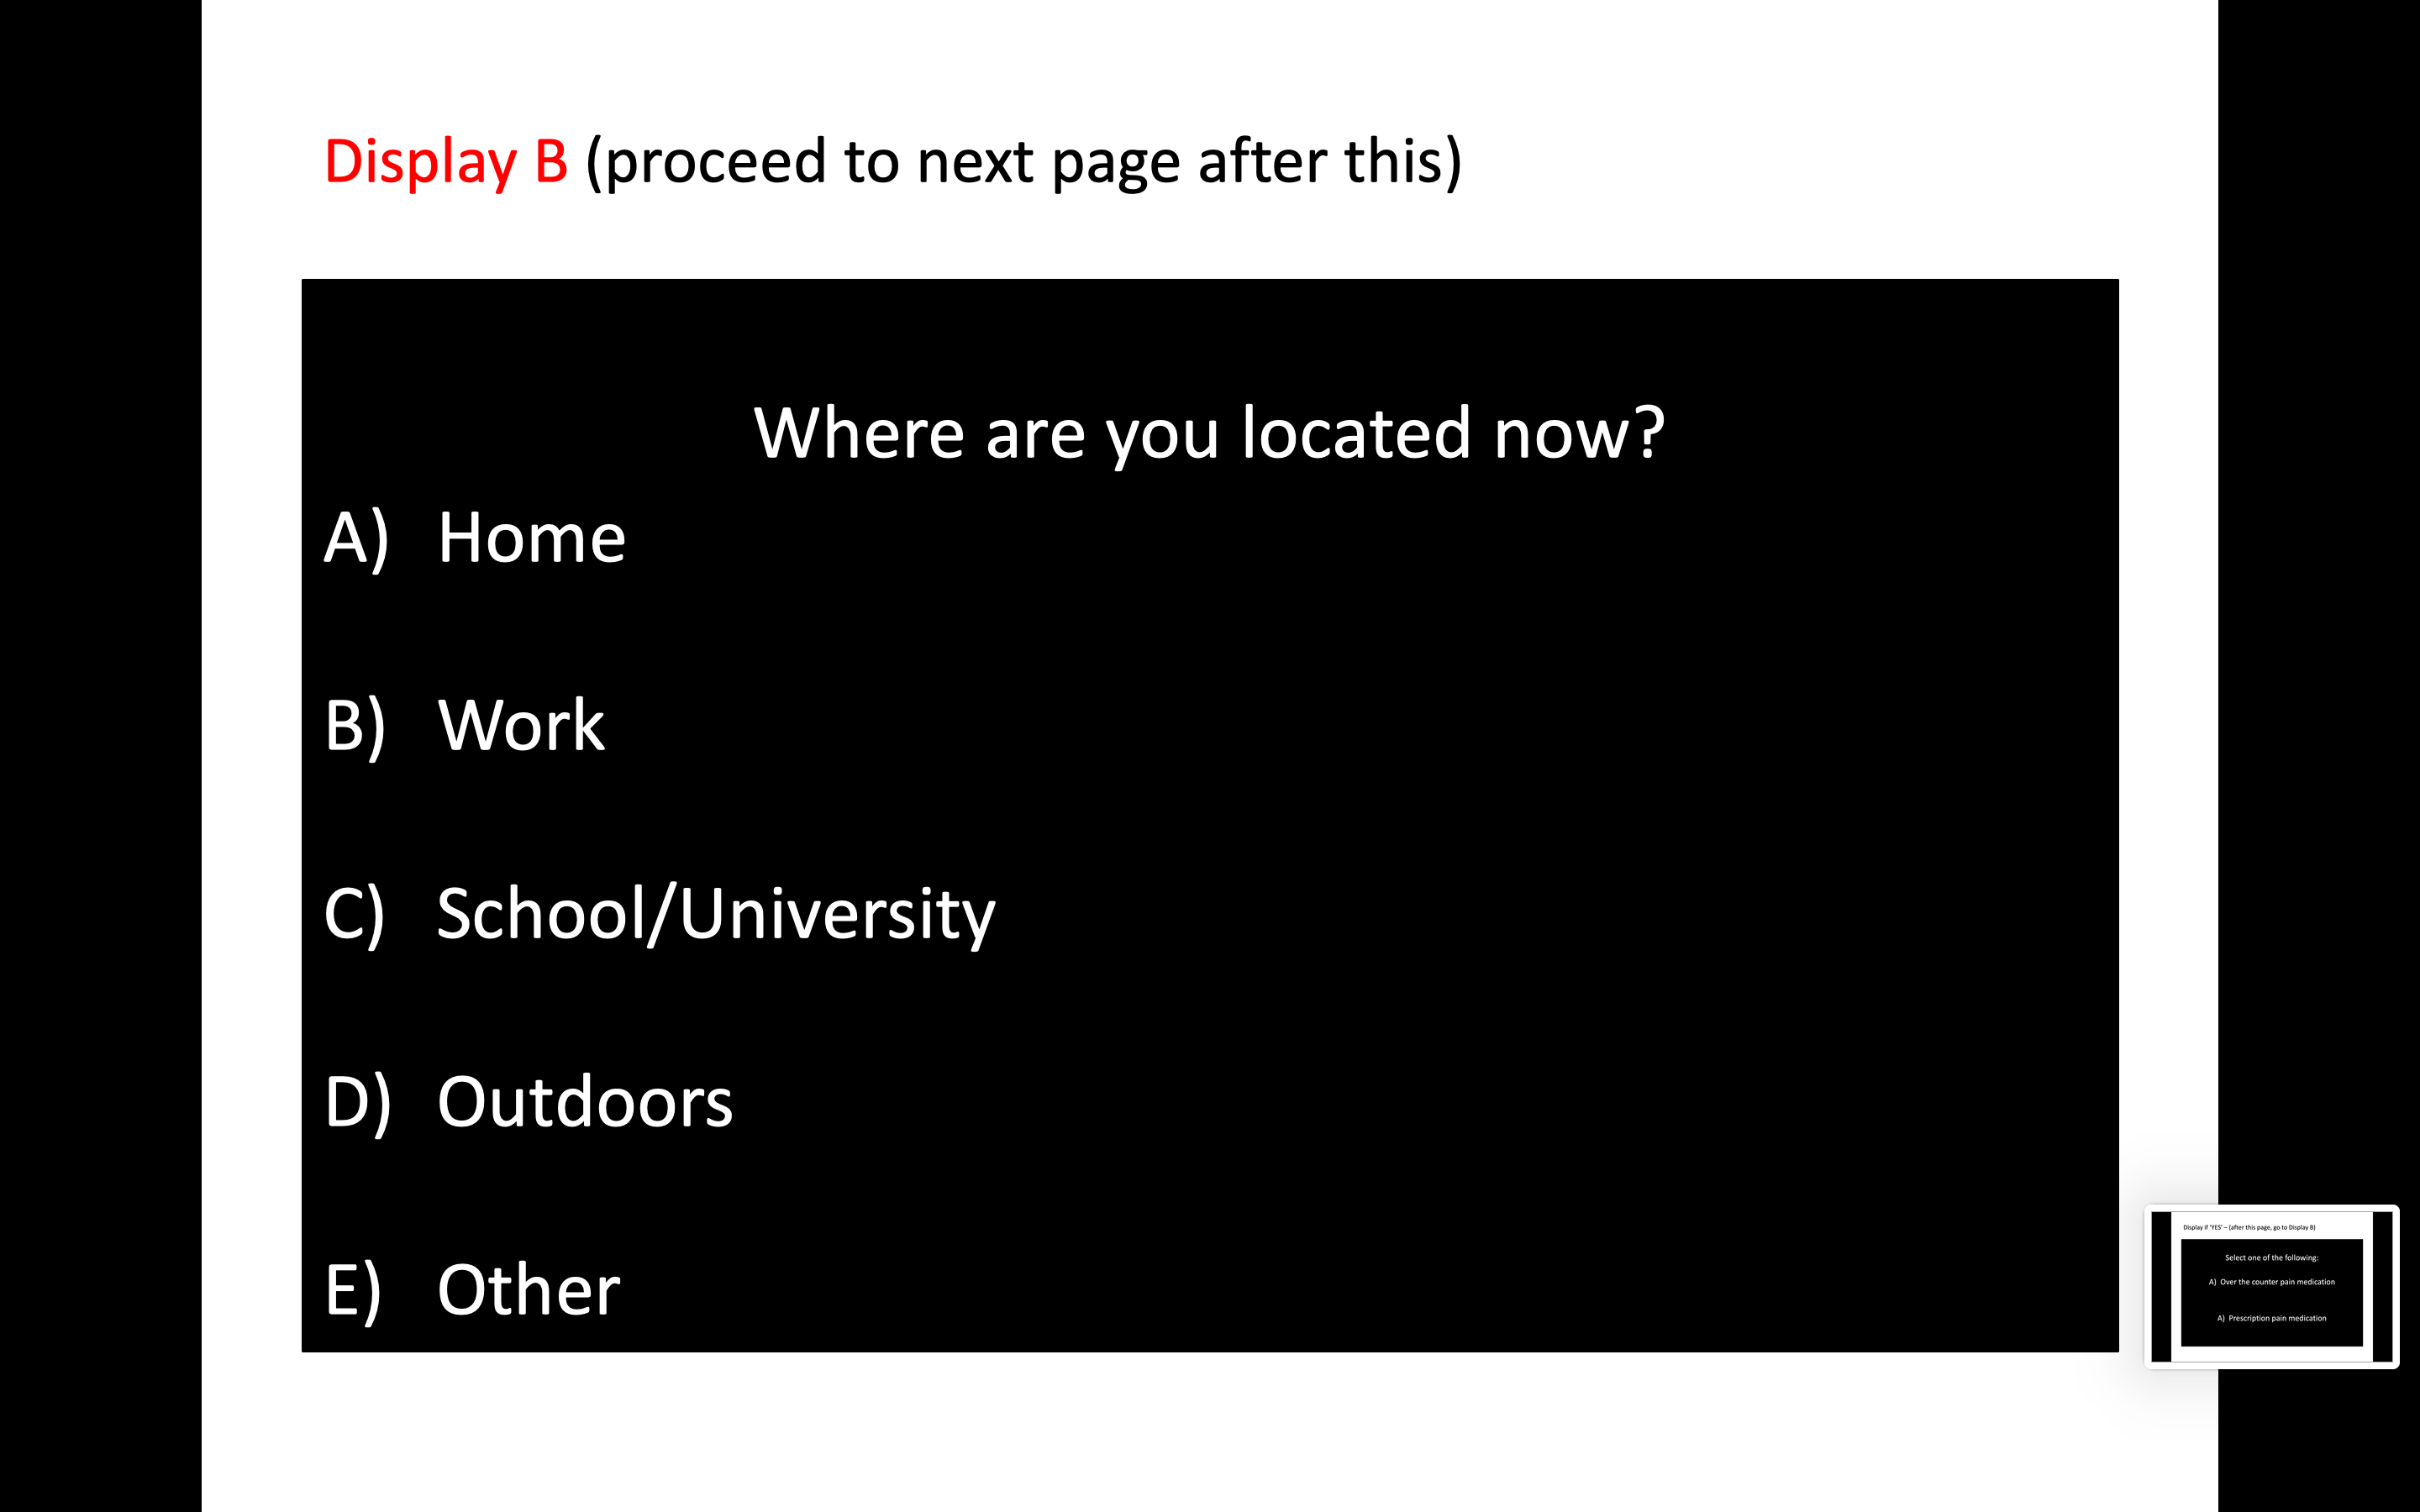 Display B (proceed to next page after this)
Where are you located now?
A) Home
B) Work
C) School/University
D) Outdoors
E) Other
Display if 'YES' – (after this page, go to Display B)
Select one of the following:
A) Over the counter pain medication
A) Prescription pain medication